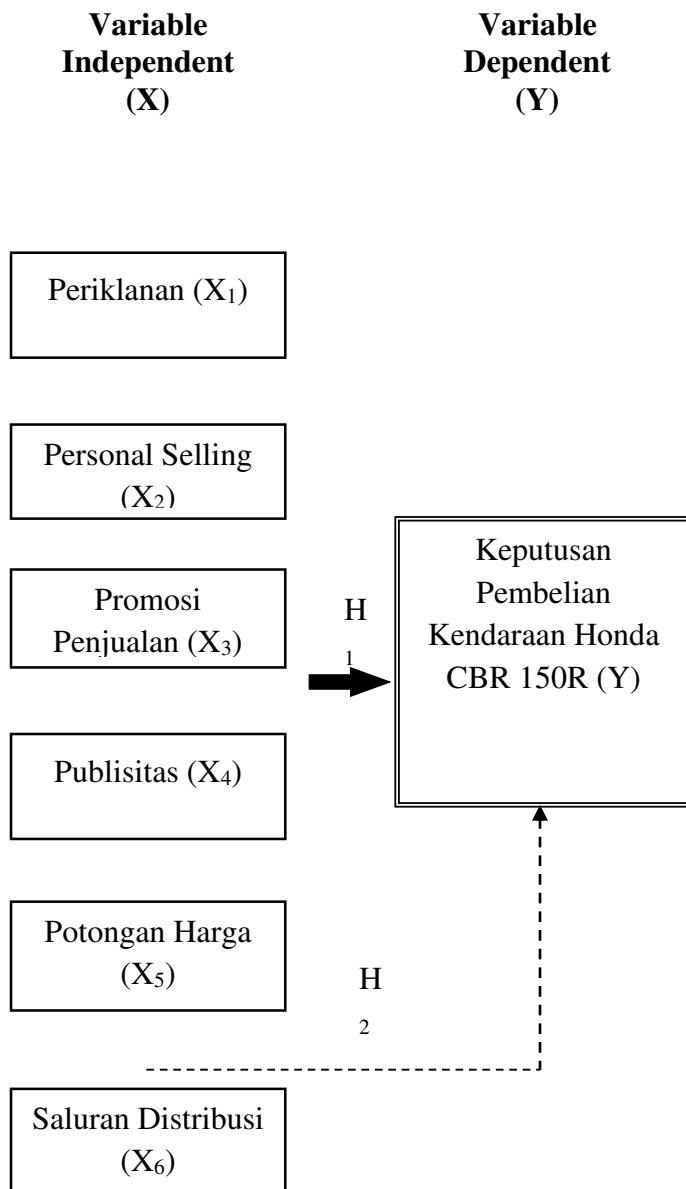 Variable
Independent
(X)
Variable
Dependent
(Y)
Periklanan (X₁)
Personal Selling
(X₂)
Promosi
Penjualan (X₃)
Publisitas (X₄)
Potongan Harga
(X₅)
Saluran Distribusi
(X₆)
H
1
Keputusan
Pembelian
Kendaraan Honda
CBR 150R (Y)
H
2